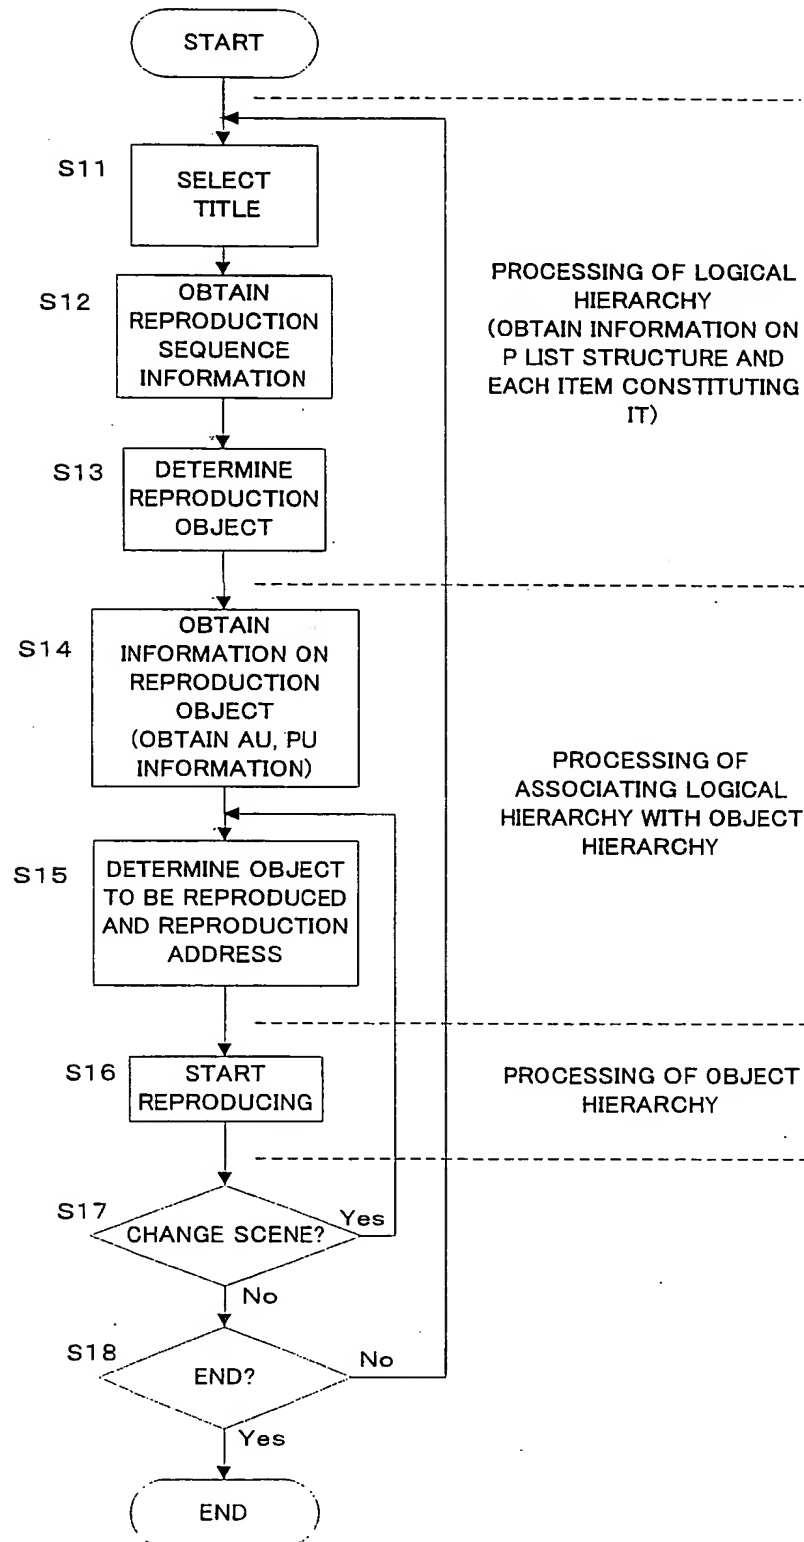 START
S11
SELECT
TITLE
S12
OBTAIN
REPRODUCTION
SEQUENCE
INFORMATION
PROCESSING OF LOGICAL
HIERARCHY
(OBTAIN INFORMATION ON
P LIST STRUCTURE AND
EACH ITEM CONSTITUTING
IT)
S13
DETERMINE
REPRODUCTION
OBJECT
S14
OBTAIN
INFORMATION ON
REPRODUCTION
OBJECT
(OBTAIN AU, PU
INFORMATION)
PROCESSING OF
ASSOCIATING LOGICAL
HIERARCHY WITH OBJECT
HIERARCHY
S15
DETERMINE OBJECT
TO BE REPRODUCED
AND REPRODUCTION
ADDRESS
S16
START
REPRODUCING
PROCESSING OF OBJECT
HIERARCHY
S17
CHANGE SCENE?
Yes
No
S18
END?
No
Yes
END